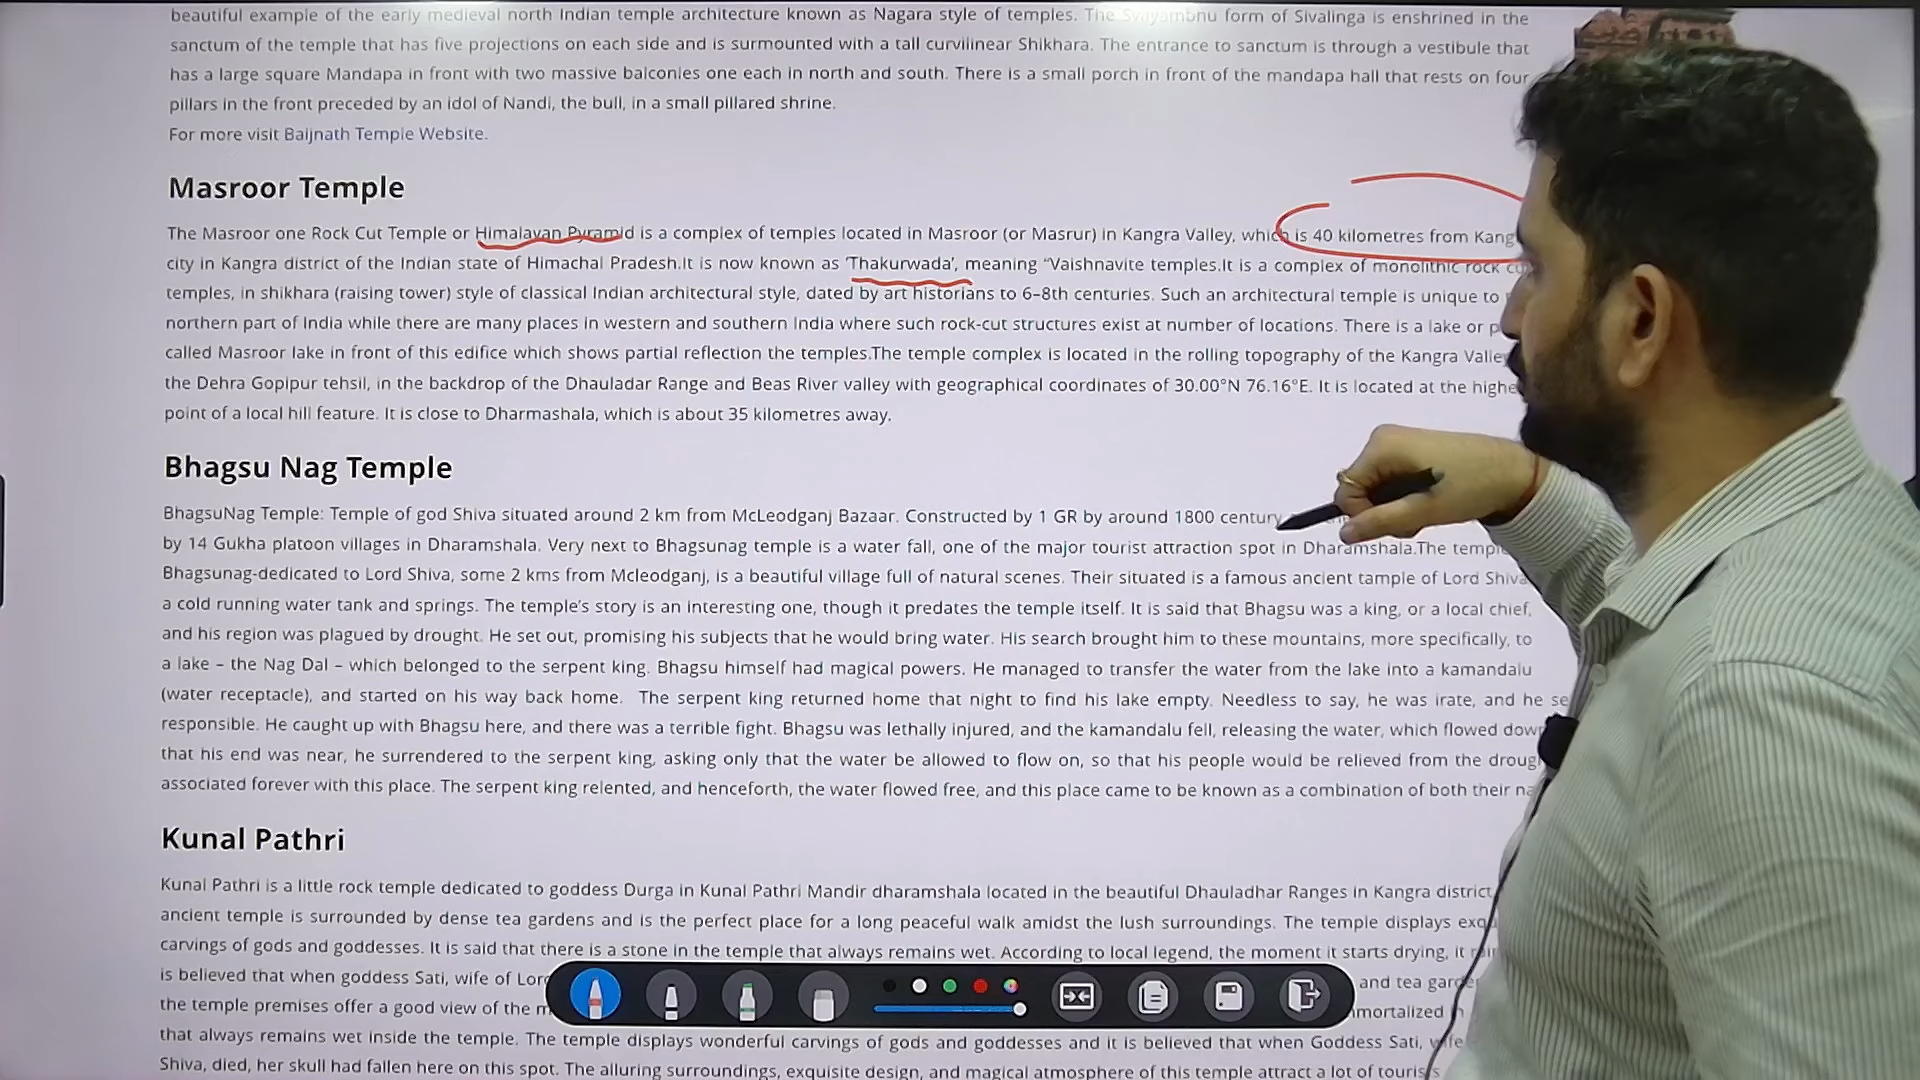 beautiful example of the early medieval north Indian temple architecture known as Nagara style of temples. The Svayambhu form of Sivalinga is enshrined in the
sanctum of the temple that has five projections on each side and is surmounted with a tall curvilinear Shikhara. The entrance to sanctum is through a vestibule that
has a large square Mandapa in front with two massive balconies one each in north and south. There is a small porch in front of the mandapa hall that rests on four
pillars in the front preceded by an idol of Nandi, the bull, in a small pillared shrine.
For more visit Baijnath Temple Website.
Masroor Temple
The Masroor one Rock Cut Temple or Himalayan Pyramid is a complex of temples located in Masroor (or Masrur) in Kangra Valley, which is 40 kilometres from Kang
city in Kangra district of the Indian state of Himachal Pradesh.It is now known as 'Thakurwada', meaning “Vaishnavite temples.It is a complex of monolithic rock cu
temples, in shikhara (raising tower) style of classical Indian architectural style, dated by art historians to 6–8th centuries. Such an architectural temple is unique to
northern part of India while there are many places in western and southern India where such rock-cut structures exist at number of locations. There is a lake or p
called Masroor lake in front of this edifice which shows partial reflection the temples.The temple complex is located in the rolling topography of the Kangra Valley
the Dehra Gopipur tehsil, in the backdrop of the Dhauladar Range and Beas River valley with geographical coordinates of 30.00°N 76.16°E. It is located at the highe
point of a local hill feature. It is close to Dharmashala, which is about 35 kilometres away.
Bhagsu Nag Temple
BhagsuNag Temple: Temple of god Shiva situated around 2 km from McLeodganj Bazaar. Constructed by 1 GR by around 1800 century
by 14 Gukha platoon villages in Dharamshala. Very next to Bhagsunag temple is a water fall, one of the major tourist attraction spot in Dharamshala.The temple
Bhagsunag-dedicated to Lord Shiva, some 2 kms from Mcleodganj, is a beautiful village full of natural scenes. Their situated is a famous ancient tample of Lord Shiva
a cold running water tank and springs. The temple's story is an interesting one, though it predates the temple itself. It is said that Bhagsu was a king, or a local chief,
and his region was plagued by drought. He set out, promising his subjects that he would bring water. His search brought him to these mountains, more specifically, to
a lake – the Nag Dal – which belonged to the serpent king. Bhagsu himself had magical powers. He managed to transfer the water from the lake into a kamandalu
(water receptacle), and started on his way back home. The serpent king returned home that night to find his lake empty. Needless to say, he was irate, and he se
responsible. He caught up with Bhagsu here, and there was a terrible fight. Bhagsu was lethally injured, and the kamandalu fell, releasing the water, which flowed down
that his end was near, he surrendered to the serpent king, asking only that the water be allowed to flow on, so that his people would be relieved from the droug
associated forever with this place. The serpent king relented, and henceforth, the water flowed free, and this place came to be known as a combination of both their na
Kunal Pathri
Kunal Pathri is a little rock temple dedicated to goddess Durga in Kunal Pathri Mandir dharamshala located in the beautiful Dhauladhar Ranges in Kangra district
ancient temple is surrounded by dense tea gardens and is the perfect place for a long peaceful walk amidst the lush surroundings. The temple displays exq
carvings of gods and goddesses. It is said that there is a stone in the temple that always remains wet. According to local legend, the moment it starts drying, it
is believed that when goddess Sati, wife of Lor and tea garde
the temple premises offer a good view of the m mmortalized
that always remains wet inside the temple. The temple displays wonderful carvings of gods and goddesses and it is believed that when Goddess Sati, wife
Shiva, died, her skull had fallen here on this spot. The alluring surroundings, exquisite design, and magical atmosphere of this temple attract a lot of tourists